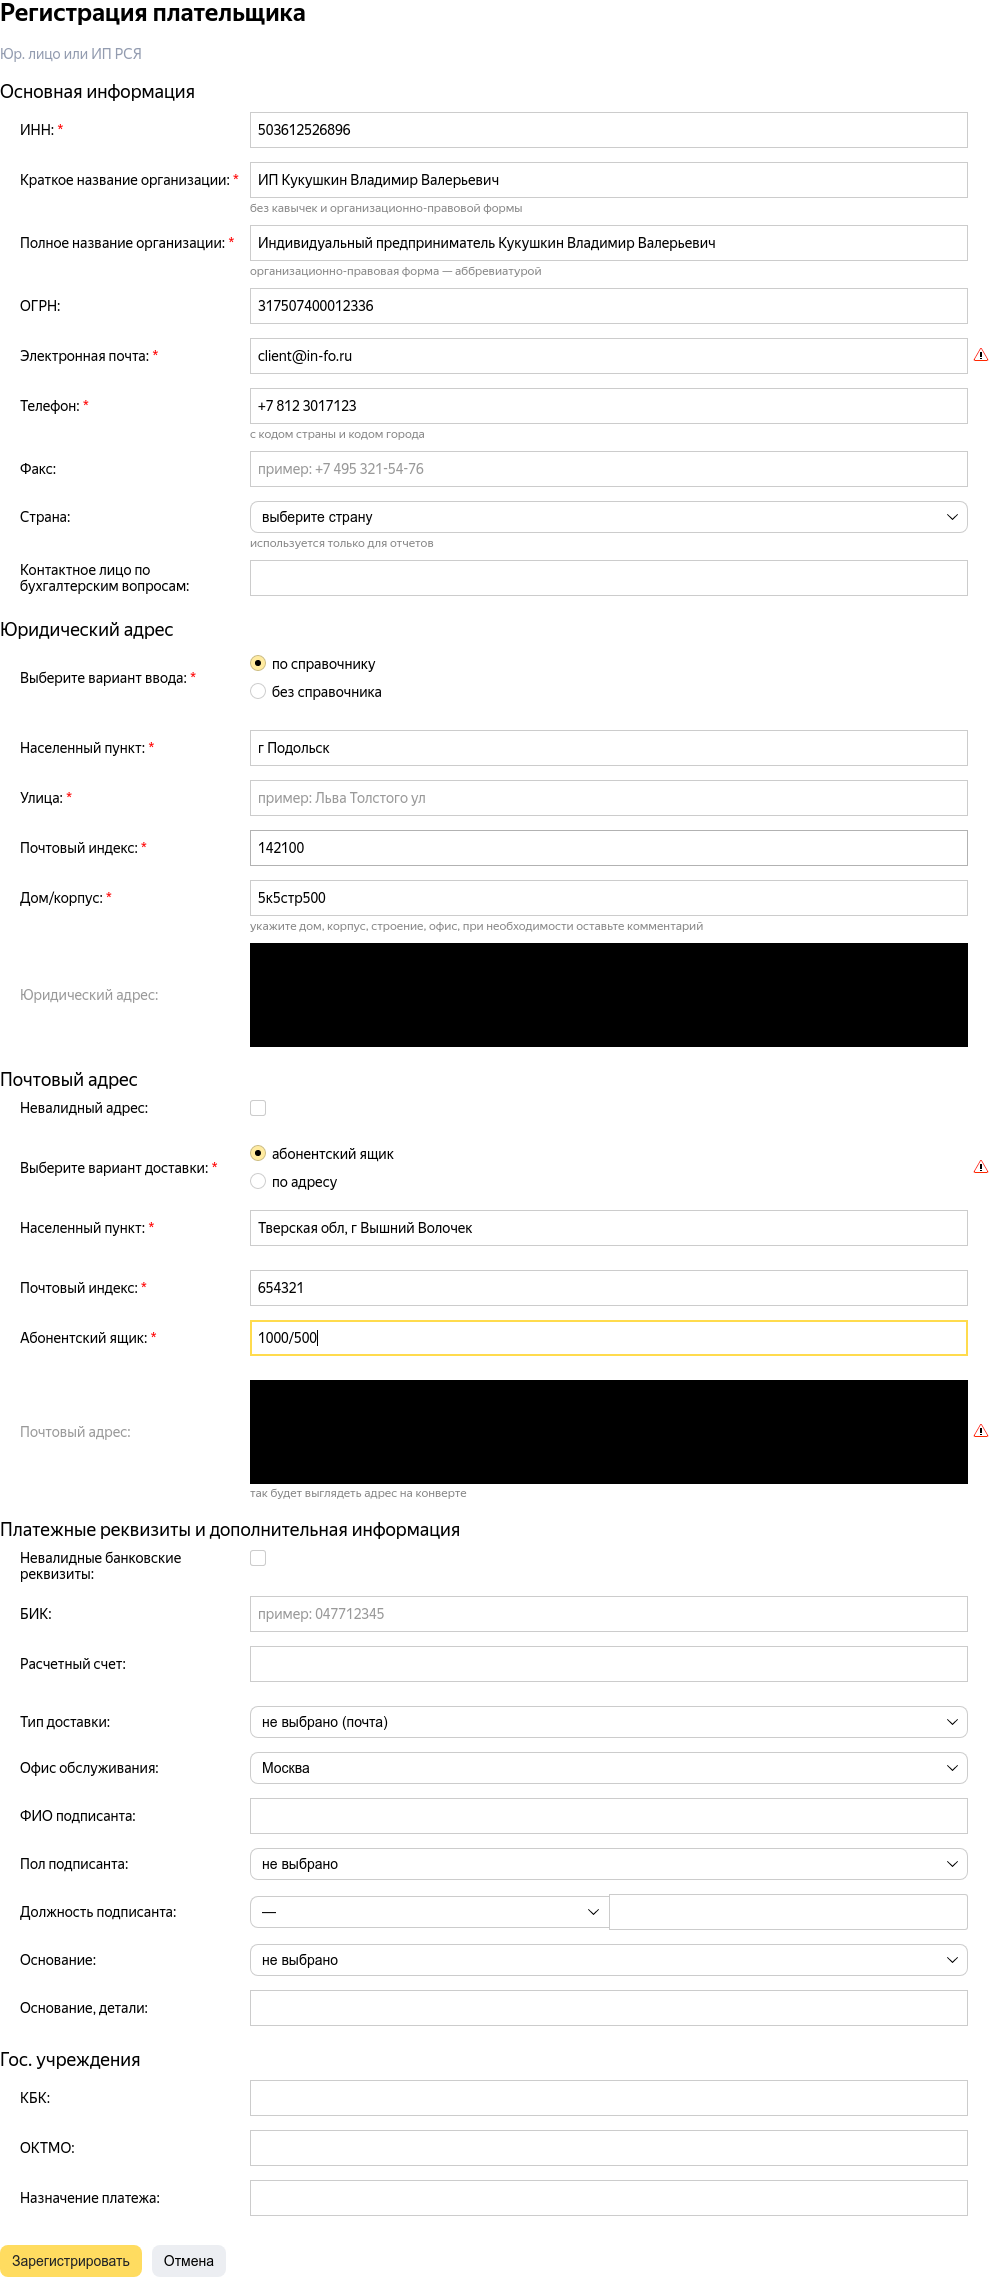 Регистрация плательщика
Юр. лицо или ИП РСЯ
Основная информация
ИНН: * 503612526896
Краткое название организации: * ИП Кукушкин Владимир Валерьевич
без кавычек и организационно-правовой формы
Полное название организации: * Индивидуальный предприниматель Кукушкин Владимир Валерьевич
организационно-правовая форма — аббревиатурой
ОГРН: 317507400012336
Электронная почта: * client@in-fo.ru
Телефон: * +7 812 3017123
с кодом страны и кодом города
Факс: пример: +7 495 321-54-76
Страна: выберите страну
используется только для отчетов
Контактное лицо по
бухгалтерским вопросам:
Юридический адрес
Выберите вариант ввода: *
по справочнику
без справочника
Населенный пункт: * г Подольск
Улица: * пример: Льва Толстого ул
Почтовый индекс: * 142100
Дом/корпус: * 5к5стр500
укажите дом, корпус, строение, офис, при необходимости оставьте комментарий
Юридический адрес:
Почтовый адрес
Невалидный адрес:
Выберите вариант доставки: *
абонентский ящик
по адресу
Населенный пункт: * Тверская обл, г Вышний Волочек
Почтовый индекс: * 654321
Абонентский ящик: * 1000/500
Почтовый адрес:
так будет выглядеть адрес на конверте
Платежные реквизиты и дополнительная информация
Невалидные банковские
реквизиты:
БИК: пример: 047712345
Расчетный счет:
Тип доставки: не выбрано (почта)
Офис обслуживания: Москва
ФИО подписанта:
Пол подписанта: не выбрано
Должность подписанта: —
Основание: не выбрано
Основание, детали:
Гос. учреждения
КБК:
ОКТМО:
Назначение платежа:
Зарегистрировать Отмена